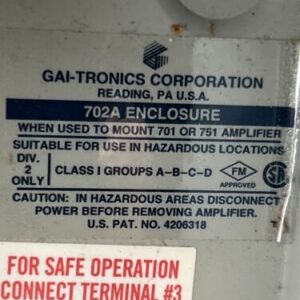 GAI-TRONICS CORPORATION
READING, PA U.S.A.
702A ENCLOSURE
WHEN USED TO MOUNT 701 OR 751 AMPLIFIER
SUITABLE FOR USE IN HAZARDOUS LOCATIONS
DIV. 2 ONLY CLASS I GROUPS A-B-C-D FM APPROVED
CAUTION: IN HAZARDOUS AREAS DISCONNECT
POWER BEFORE REMOVING AMPLIFIER.
U.S. PAT. NO. 4206318
FOR SAFE OPERATION
CONNECT TERMINAL #3